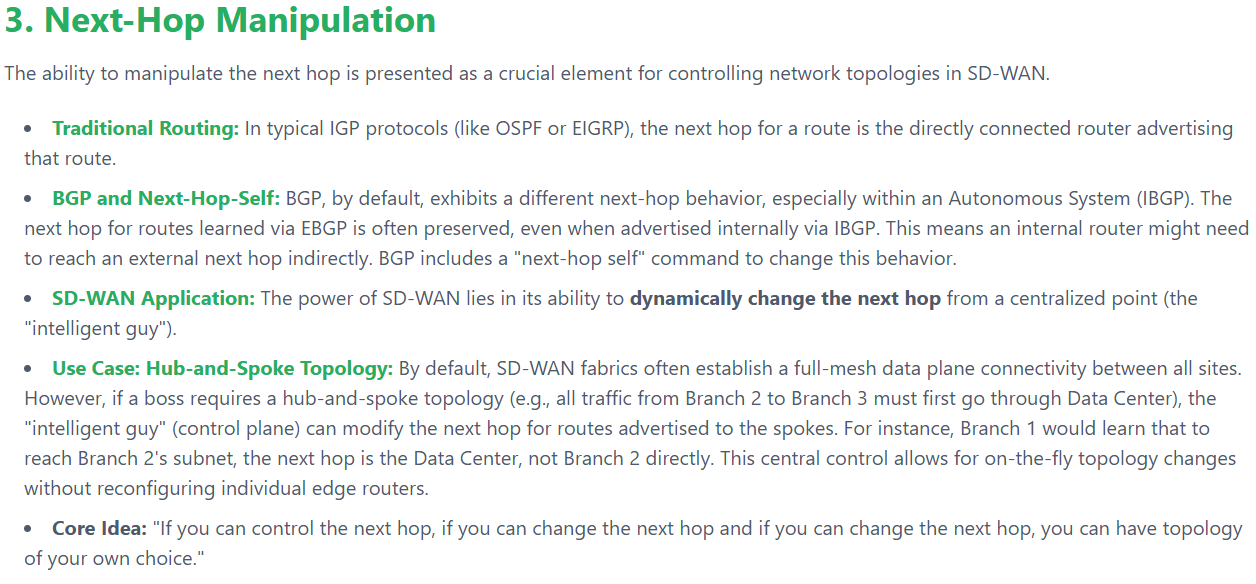 3. Next-Hop Manipulation
The ability to manipulate the next hop is presented as a crucial element for controlling network topologies in SD-WAN.
• Traditional Routing: In typical IGP protocols (like OSPF or EIGRP), the next hop for a route is the directly connected router advertising
that route.
• BGP and Next-Hop-Self: BGP, by default, exhibits a different next-hop behavior, especially within an Autonomous System (IBGP). The
next hop for routes learned via EBGP is often preserved, even when advertised internally via IBGP. This means an internal router might need
to reach an external next hop indirectly. BGP includes a "next-hop self" command to change this behavior.
• SD-WAN Application: The power of SD-WAN lies in its ability to dynamically change the next hop from a centralized point (the
"intelligent guy").
• Use Case: Hub-and-Spoke Topology: By default, SD-WAN fabrics often establish a full-mesh data plane connectivity between all sites.
However, if a boss requires a hub-and-spoke topology (e.g., all traffic from Branch 2 to Branch 3 must first go through Data Center), the
"intelligent guy" (control plane) can modify the next hop for routes advertised to the spokes. For instance, Branch 1 would learn that to
reach Branch 2's subnet, the next hop is the Data Center, not Branch 2 directly. This central control allows for on-the-fly topology changes
without reconfiguring individual edge routers.
• Core Idea: "If you can control the next hop, if you can change the next hop and if you can change the next hop, you can have topology
of your own choice."